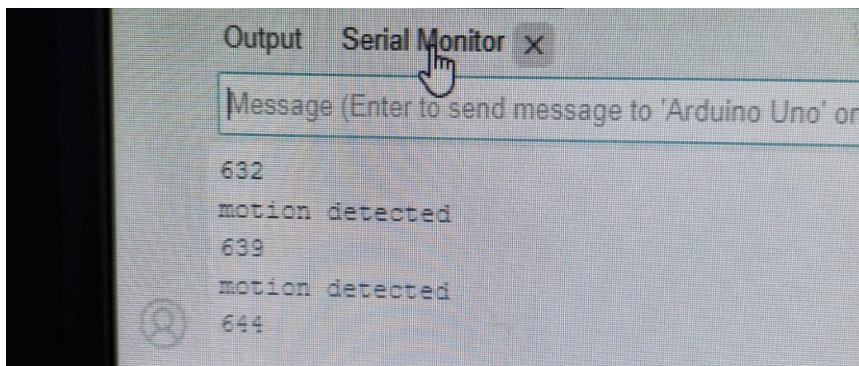 Output Serial Monitor X
Message (Enter to send message to 'Arduino Uno' or
632
motion detected
639
motion detected
644